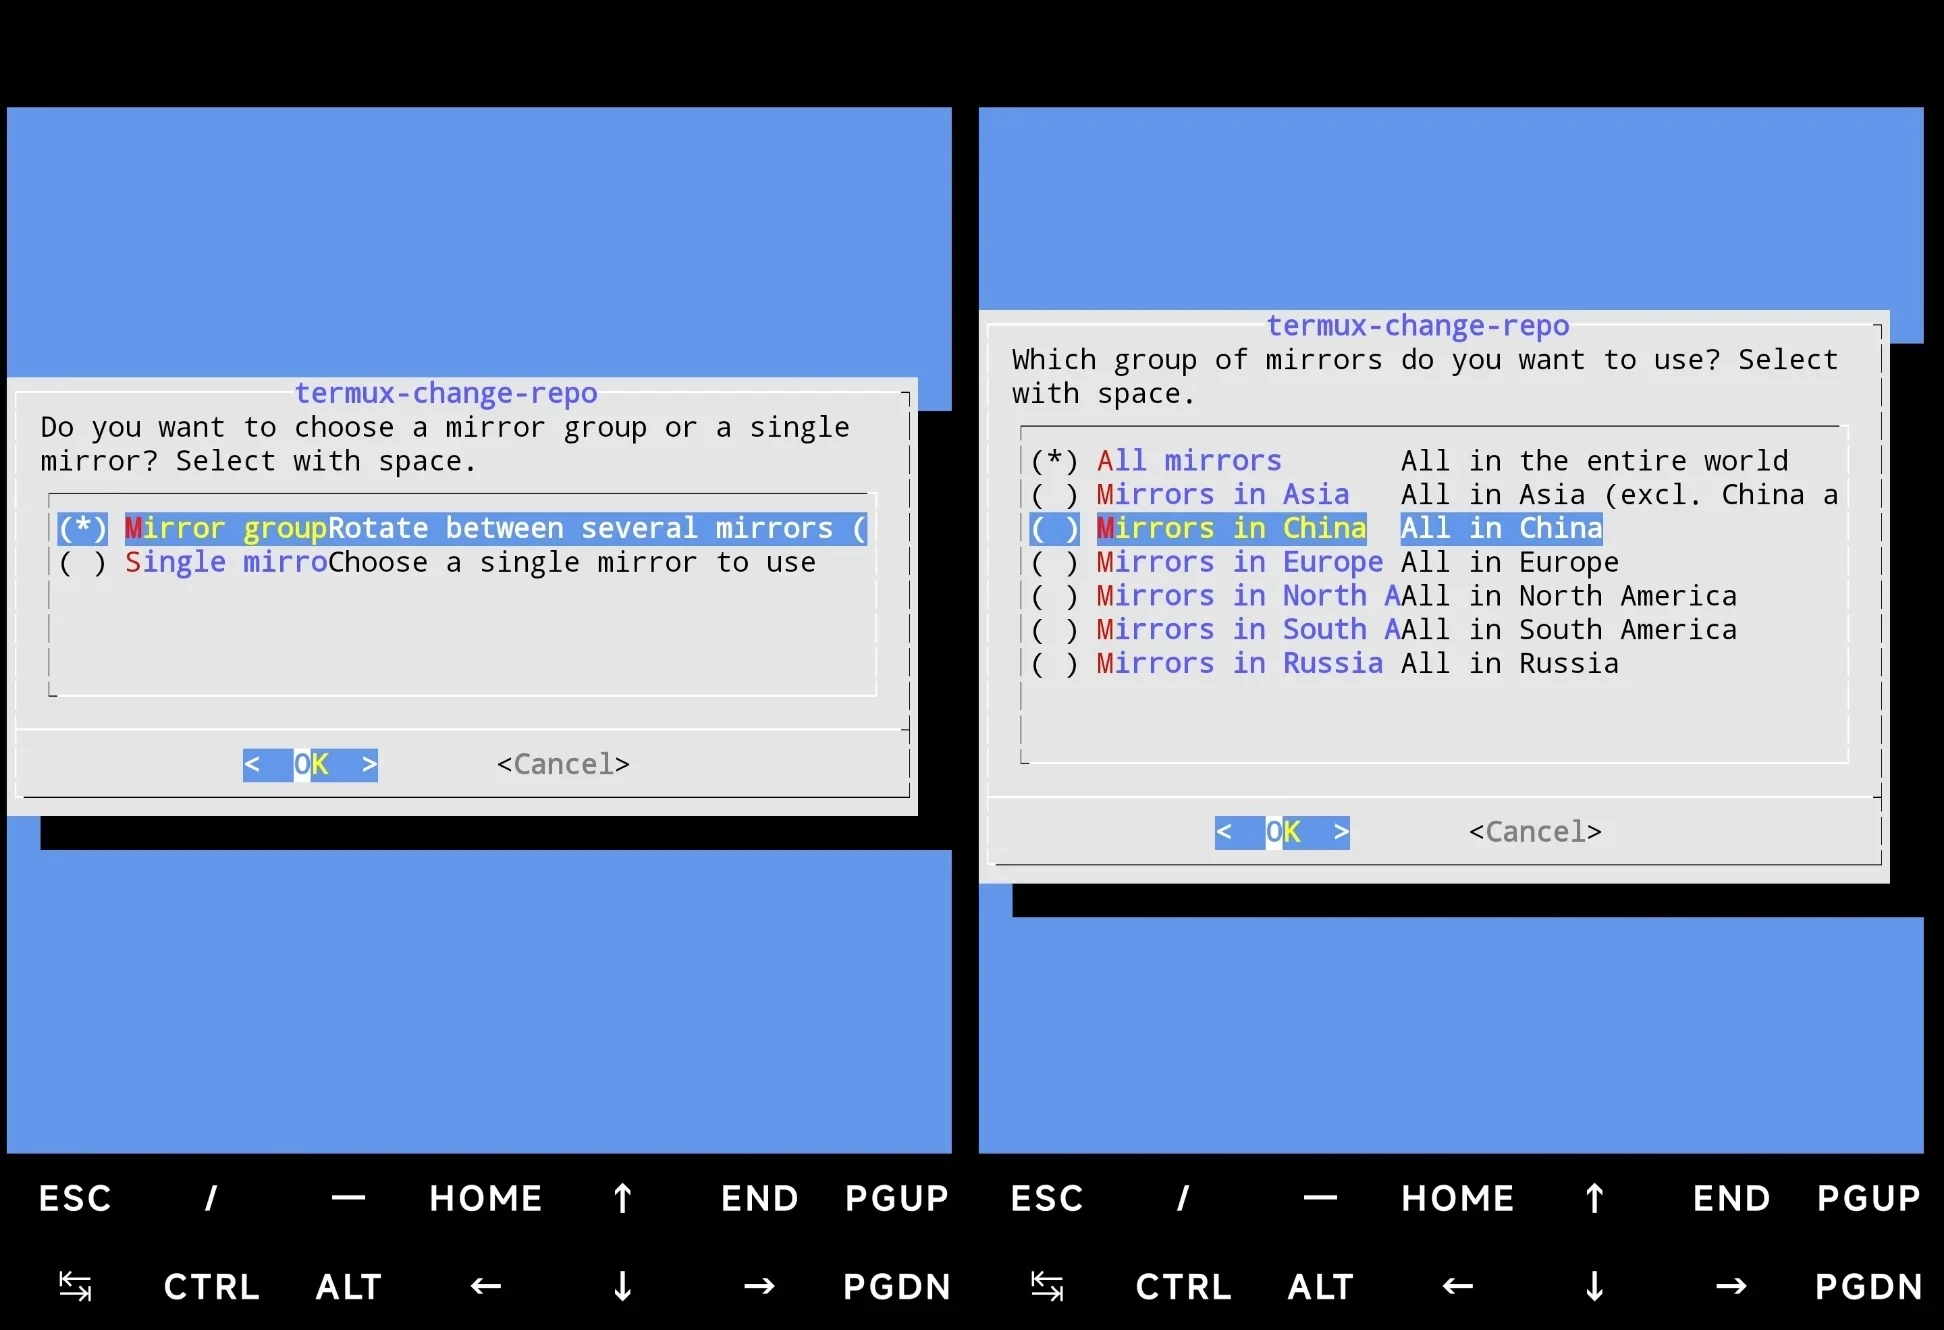 termux-change-repo
Do you want to choose a mirror group or a single
mirror? Select with space.
(*) Mirror groupRotate between several mirrors (
( ) Single mirroChoose a single mirror to use
< OK > <Cancel>
ESC / — HOME ↑ END PGUP
↹ CTRL ALT ← ↓ → PGDN
termux-change-repo
Which group of mirrors do you want to use? Select
with space.
(*) All mirrors All in the entire world
( ) Mirrors in Asia All in Asia (excl. China a
( ) Mirrors in China All in China
( ) Mirrors in Europe All in Europe
( ) Mirrors in North AAll in North America
( ) Mirrors in South AAll in South America
( ) Mirrors in Russia All in Russia
< OK > <Cancel>
ESC / — HOME ↑ END PGUP
↹ CTRL ALT ← ↓ → PGDN